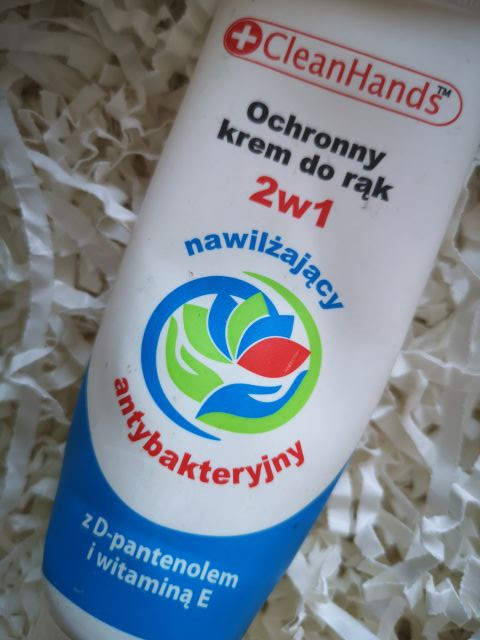 CleanHands™
Ochronny
krem do rąk
2w1
nawilżający
antybakteryjny
z D-pantenolem
i witaminą E